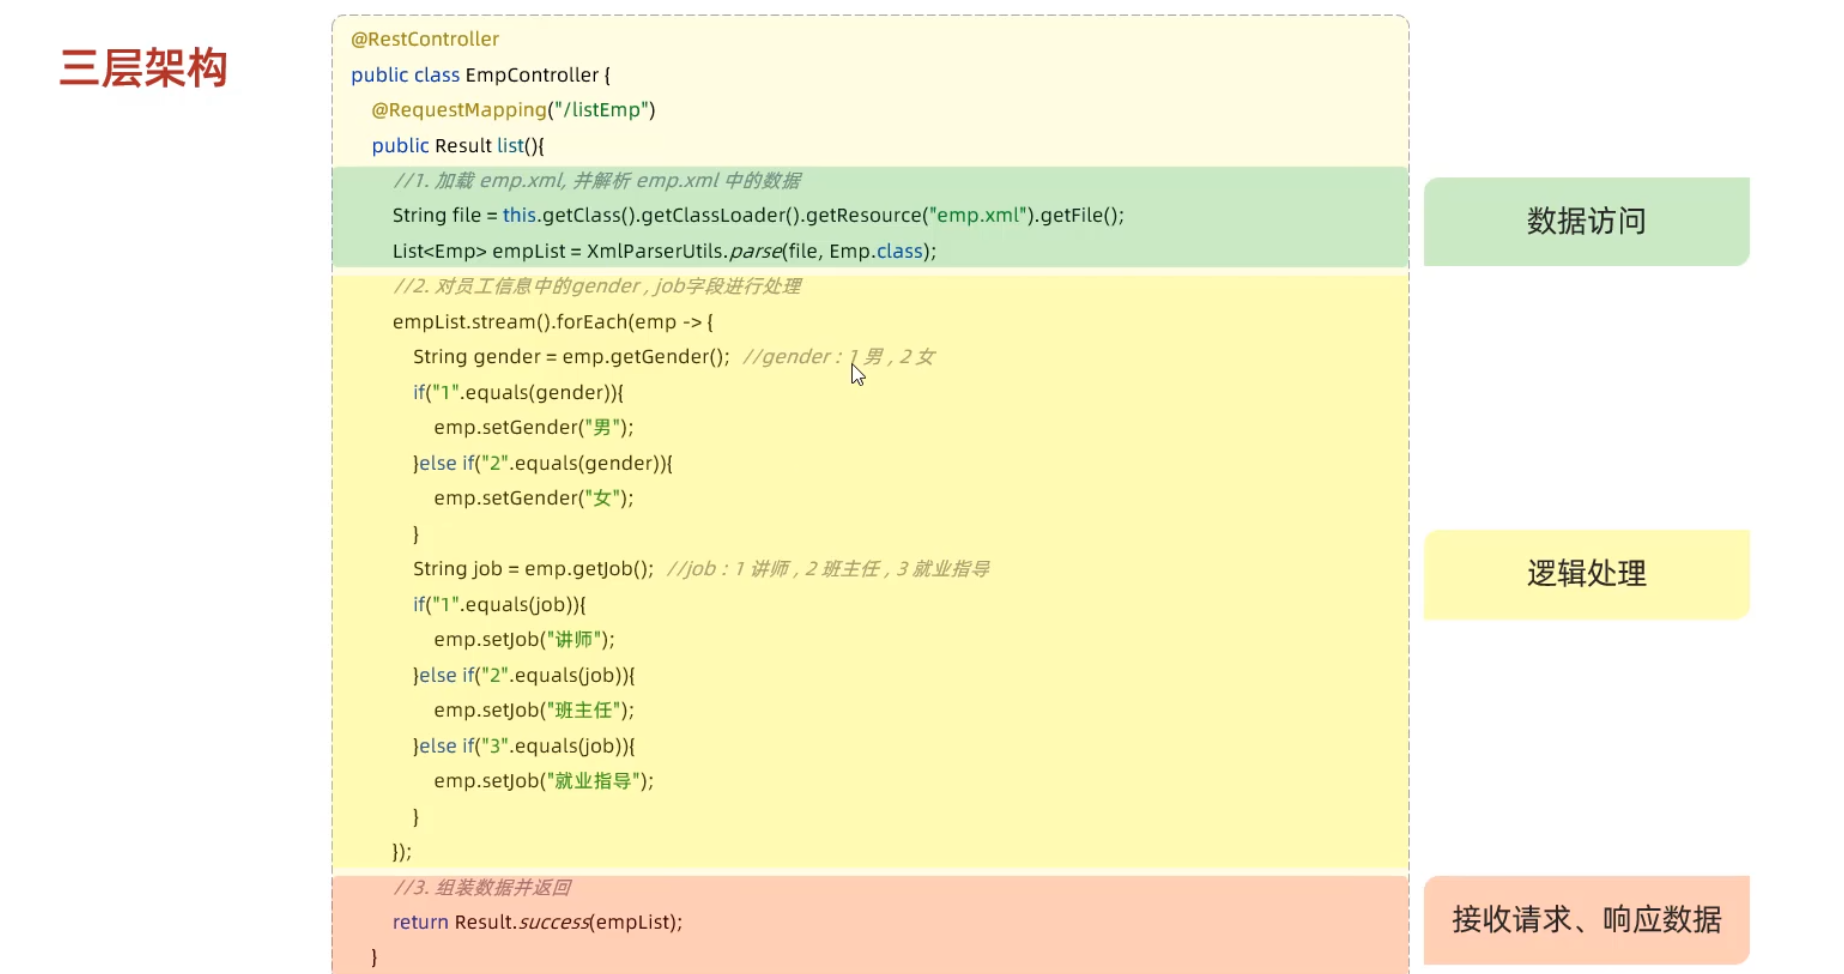 三层架构
@RestController
public class EmpController {
@RequestMapping("/listEmp")
public Result list(){
//1. 加载 emp.xml, 并解析 emp.xml 中的数据
String file = this.getClass().getClassLoader().getResource("emp.xml").getFile();
List<Emp> empList = XmlParserUtils.parse(file, Emp.class);
数据访问
//2. 对员工信息中的gender , job字段进行处理
empList.stream().forEach(emp -> {
String gender = emp.getGender(); //gender : 1 男 , 2 女
if("1".equals(gender)){
emp.setGender("男");
}else if("2".equals(gender)){
emp.setGender("女");
}
String job = emp.getJob(); //job : 1 讲师 , 2 班主任 , 3 就业指导
if("1".equals(job)){
emp.setJob("讲师");
}else if("2".equals(job)){
emp.setJob("班主任");
}else if("3".equals(job)){
emp.setJob("就业指导");
}
});
逻辑处理
//3. 组装数据并返回
return Result.success(empList);
}
接收请求、响应数据